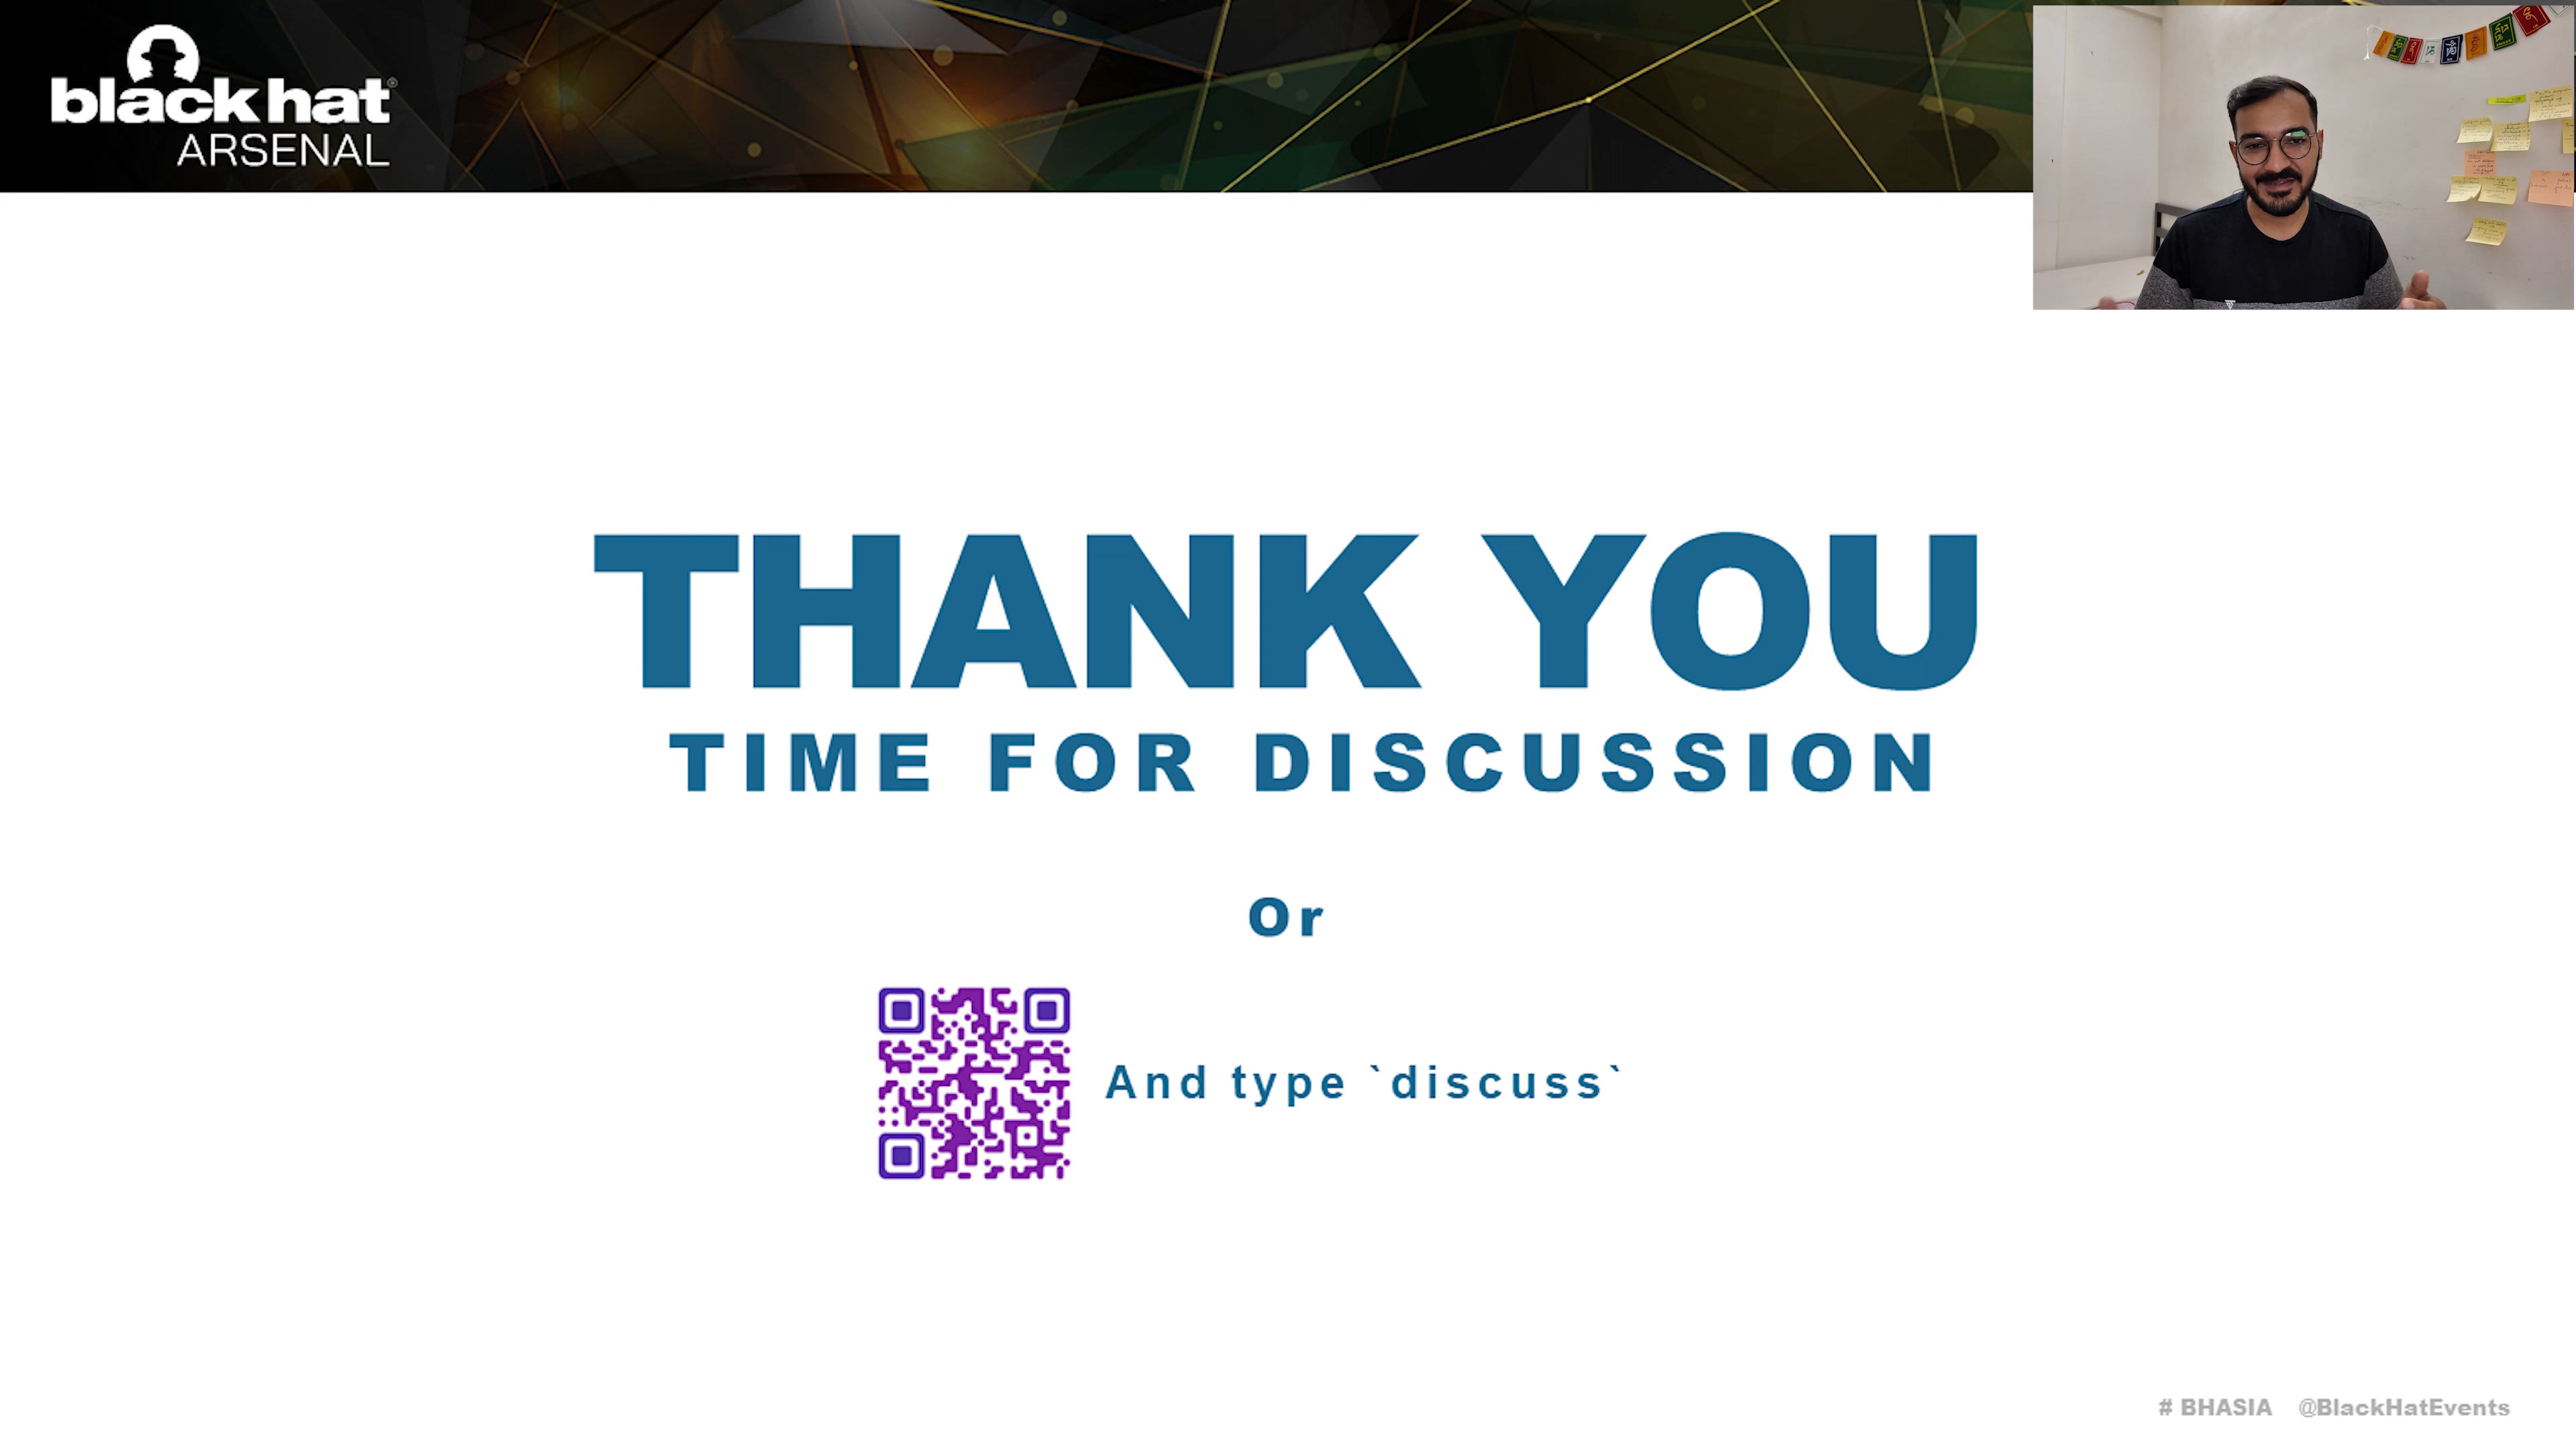 black hat®
ARSENAL
THANK YOU
TIME FOR DISCUSSION
Or
And type `discuss`
# BHASIA @BlackHatEvents